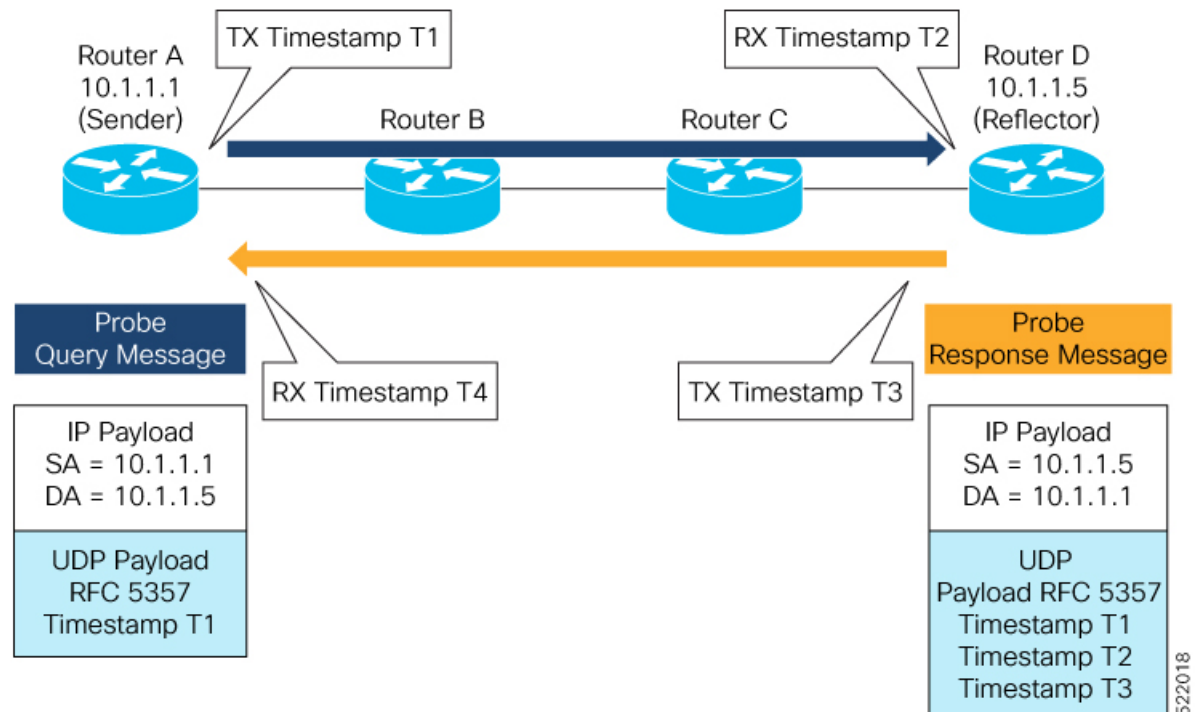 TX Timestamp T1
RX Timestamp T2
Router A
10.1.1.1
(Sender)
Router B
Router C
Router D
10.1.1.5
(Reflector)
Probe
Query Message
RX Timestamp T4
TX Timestamp T3
Probe
Response Message
IP Payload
SA = 10.1.1.1
DA = 10.1.1.5
UDP Payload
RFC 5357
Timestamp T1
IP Payload
SA = 10.1.1.5
DA = 10.1.1.1
UDP
Payload RFC 5357
Timestamp T1
Timestamp T2
Timestamp T3
522018